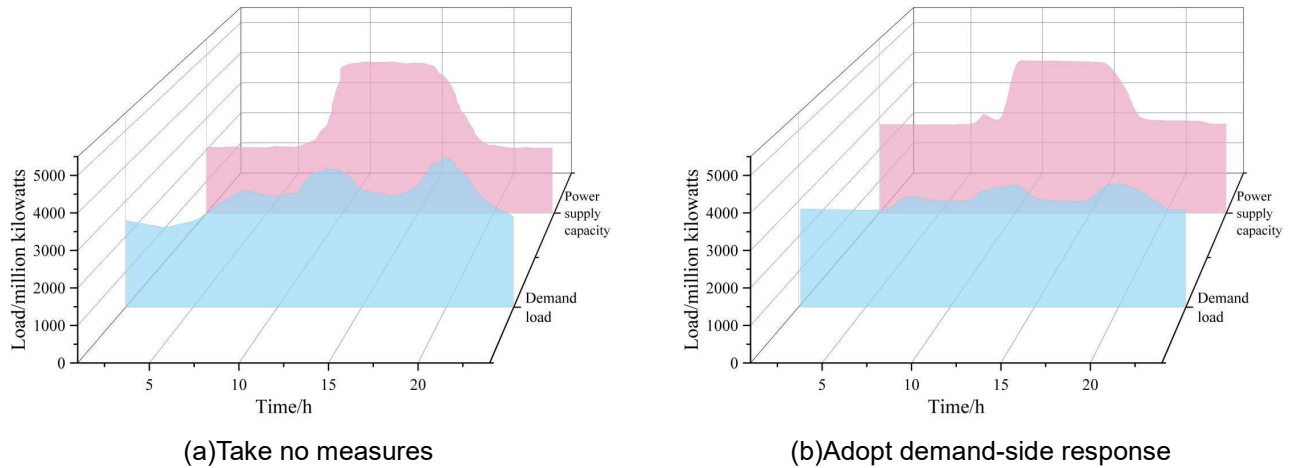 5000
4000
3000
2000
1000
0
Load/million kilowatts
5
10
15
20
Time/h
Power
supply
capacity
Demand
load
(a)Take no measures
5000
4000
3000
2000
1000
0
Load/million kilowatts
5
10
15
20
Time/h
Power
supply
capacity
Demand
load
(b)Adopt demand-side response